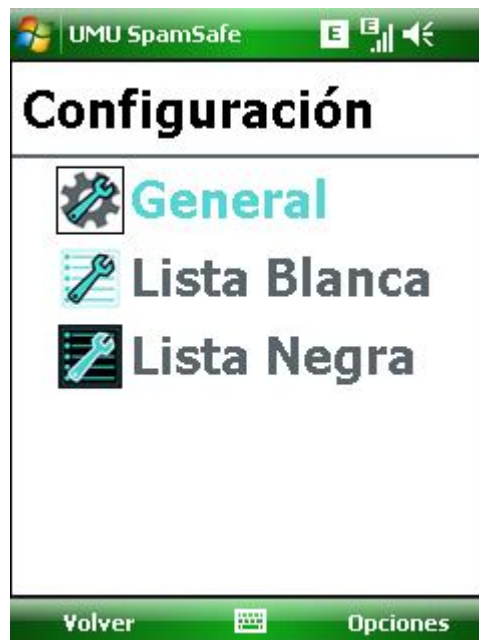 UMU SpamSafe E E
Configuración
General
Lista Blanca
Lista Negra
Volver Opciones